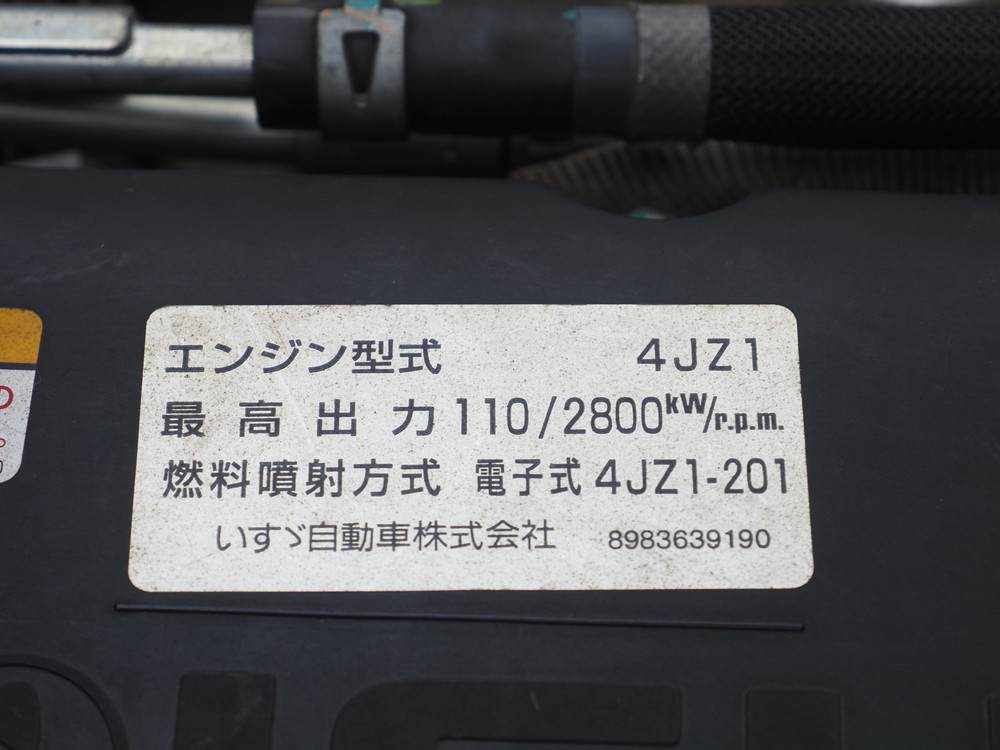 エンジン型式 4JZ1
最高出力 110/2800kW/r.p.m.
燃料噴射方式 電子式 4JZ1-201
いすゞ自動車株式会社 8983639190